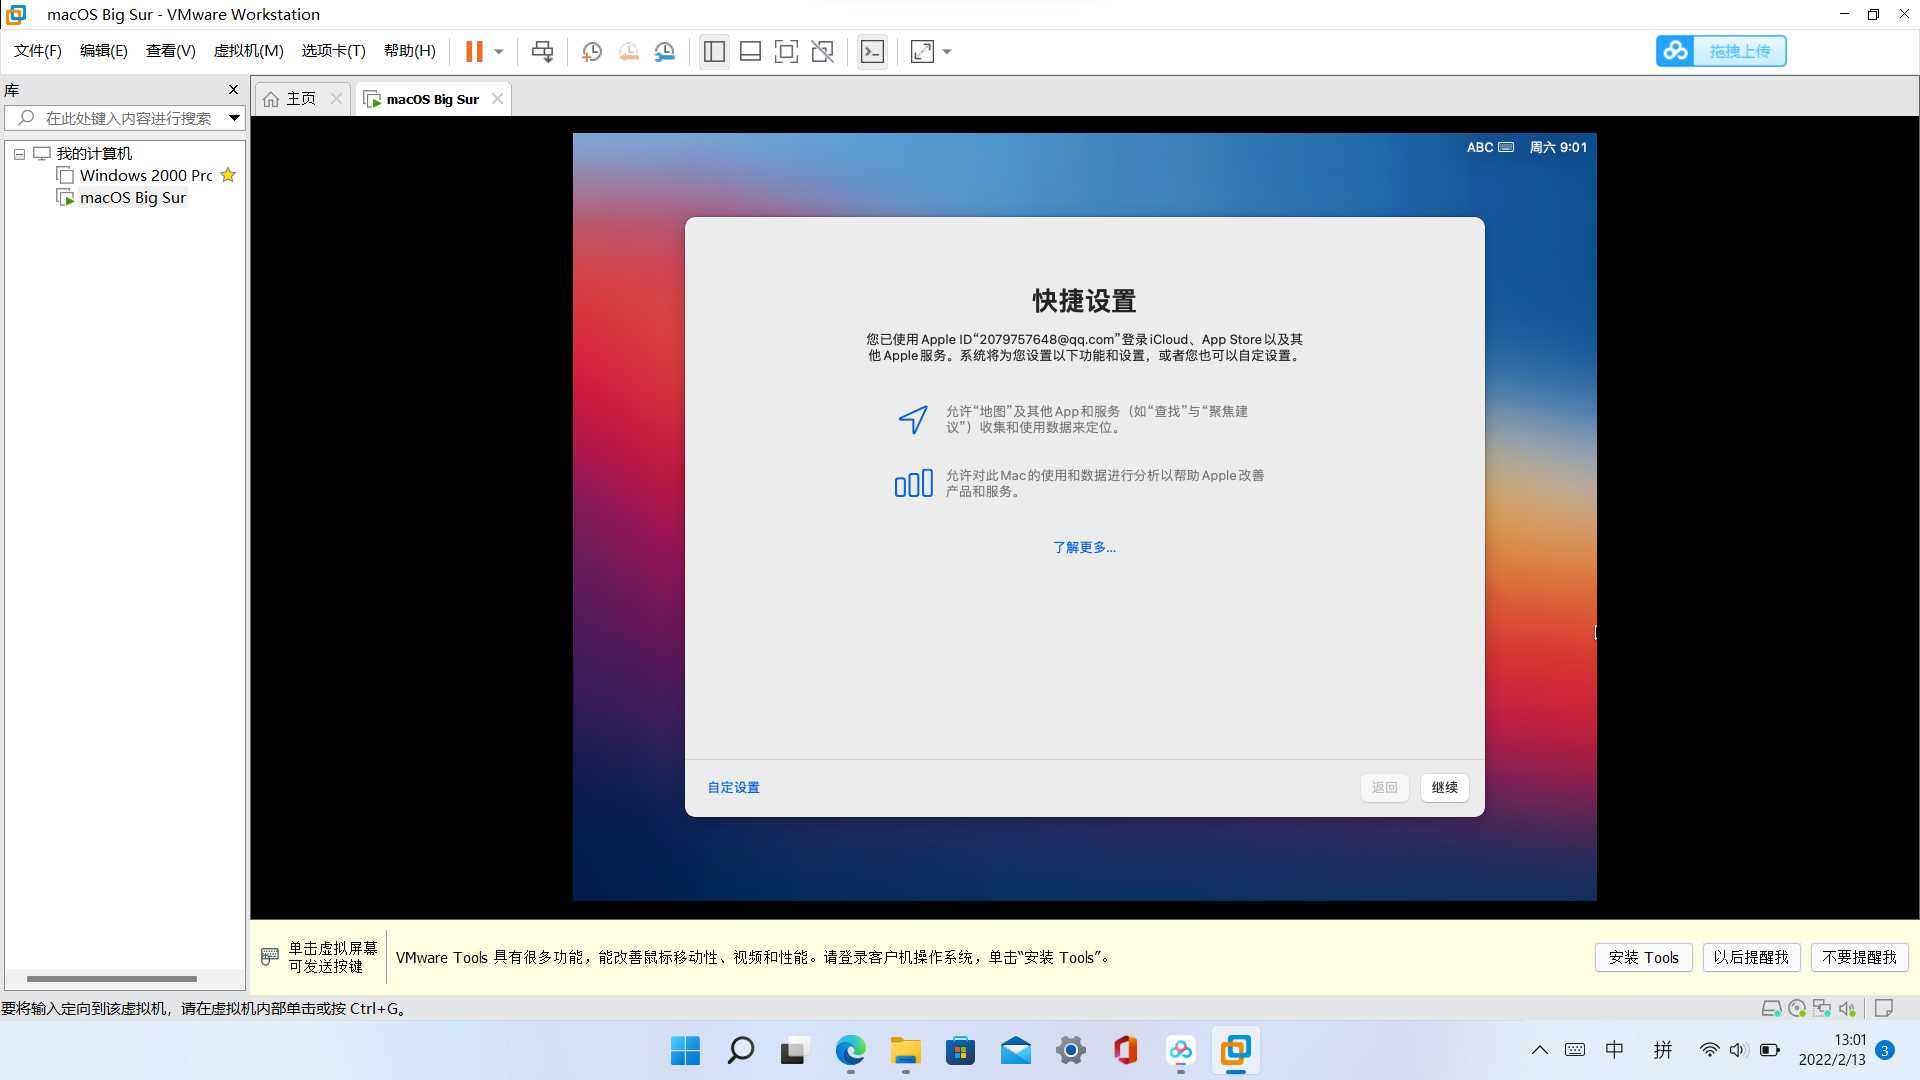 macOS Big Sur - VMware Workstation
文件(F) 编辑(E) 查看(V) 虚拟机(M) 选项卡(T) 帮助(H)
拖拽上传
库
主页
macOS Big Sur
在此处键入内容进行搜索
我的计算机
Windows 2000 Prc
macOS Big Sur
ABC 周六 9:01
快捷设置
您已使用 Apple ID“2079757648@qq.com”登录 iCloud、App Store 以及其
他 Apple 服务。系统将为您设置以下功能和设置，或者您也可以自定设置。
允许“地图”及其他 App 和服务（如“查找”与“聚焦建
议”）收集和使用数据来定位。
允许对此 Mac 的使用和数据进行分析以帮助 Apple 改善
产品和服务。
了解更多...
自定设置
返回
继续
单击虚拟屏幕
可发送按键
VMware Tools 具有很多功能，能改善鼠标移动性、视频和性能。请登录客户机操作系统，单击“安装 Tools”。
安装 Tools
以后提醒我
不要提醒我
要将输入定向到该虚拟机，请在虚拟机内部单击或按 Ctrl+G。
中
拼
13:01
2022/2/13
3